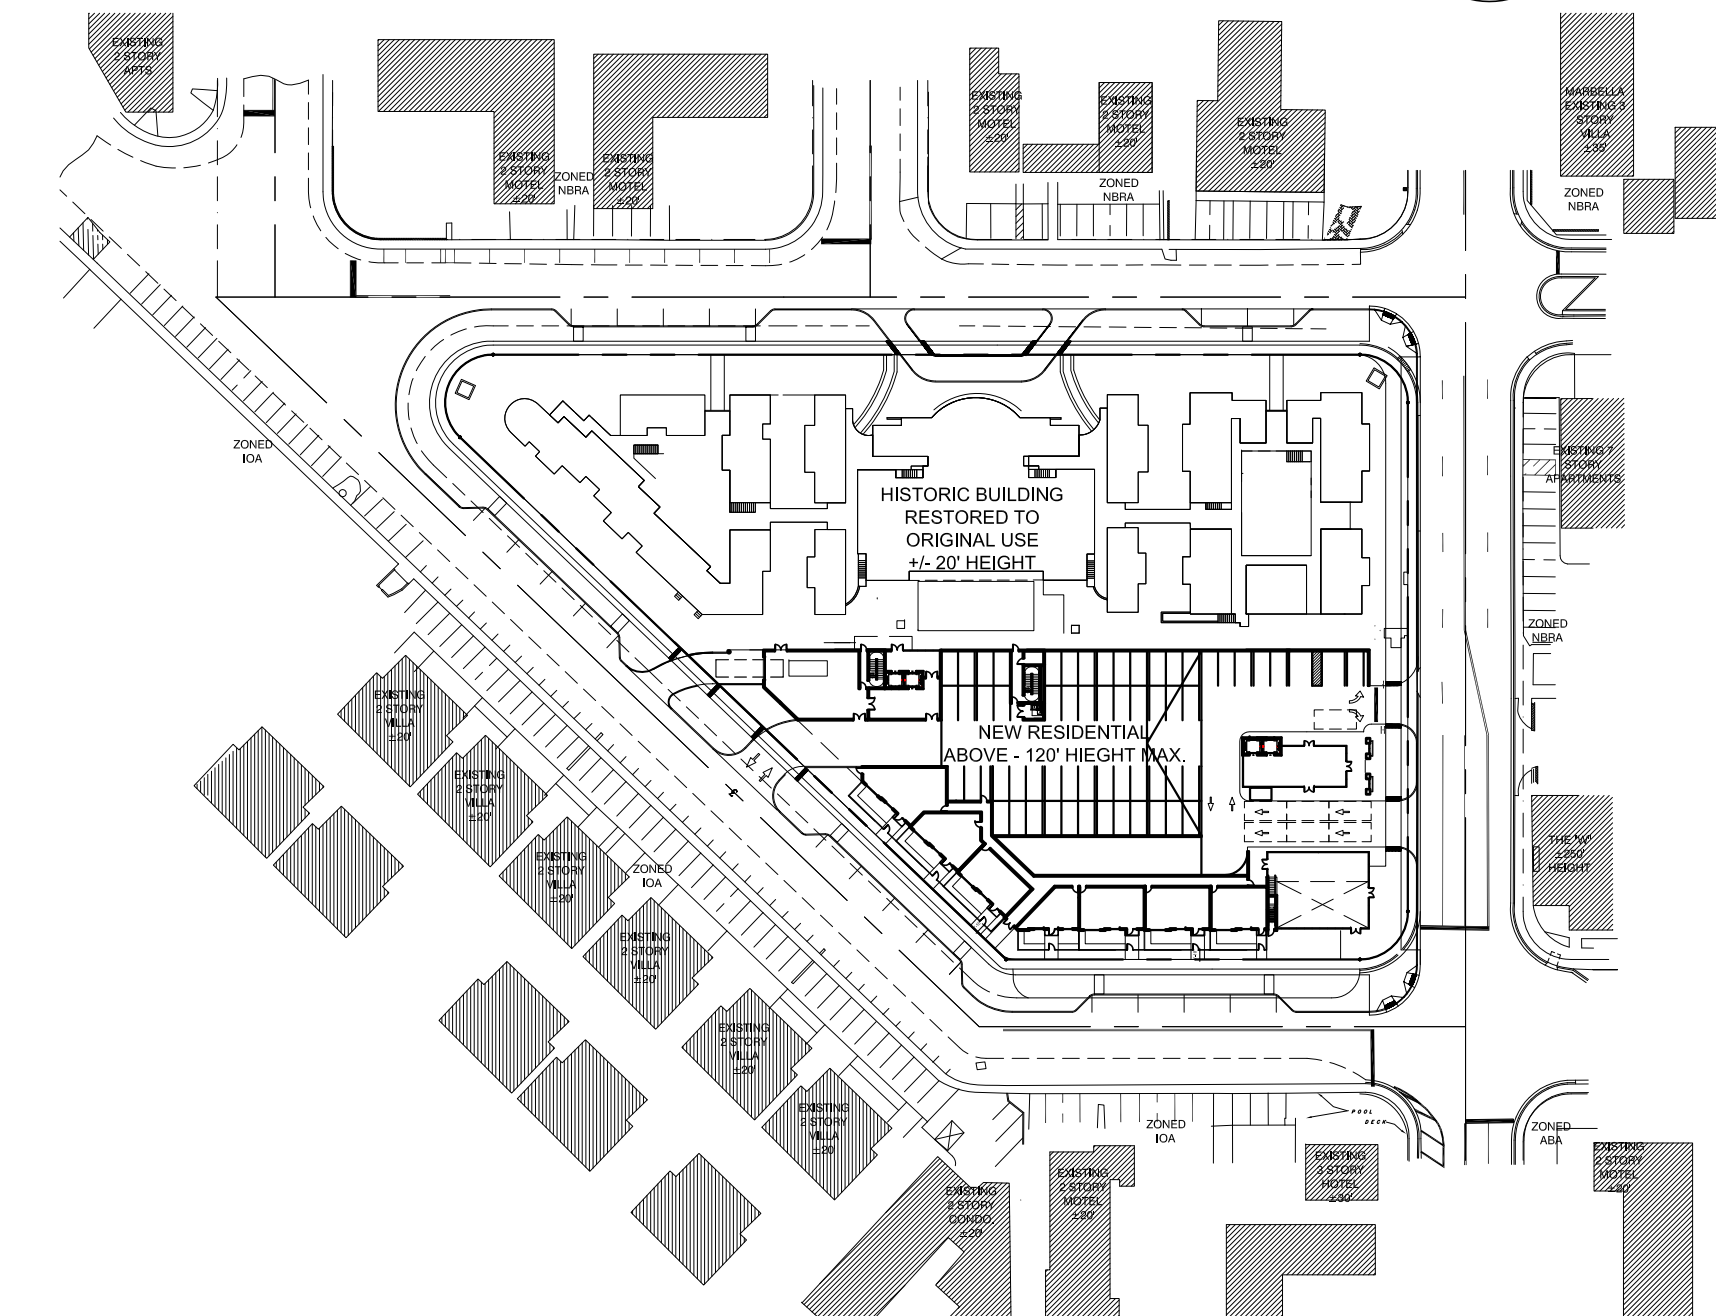 EXISTING
2 STORY
APTS
EXISTING
2 STORY
MOTEL
±20'
ZONED
NBRA
EXISTING
2 STORY
MOTEL
±20'
EXISTING
2 STORY
MOTEL
±20'
EXISTING
2 STORY
MOTEL
±20'
ZONED
NBRA
EXISTING
2 STORY
MOTEL
±20'
MARBELLA
EXISTING 3
STORY
VILLA
±35'
ZONED
NBRA
ZONED
IOA
HISTORIC BUILDING
RESTORED TO
ORIGINAL USE
+/- 20' HEIGHT
EXISTING 7
STORY
APARTMENTS
ZONED
NBRA
NEW RESIDENTIAL
ABOVE - 120' HIEGHT MAX.
EXISTING
2 STORY
VILLA
±20'
EXISTING
2 STORY
VILLA
±20'
EXISTING
2 STORY
VILLA
±20'
ZONED
IOA
THE "W"
±250'
HEIGHT
EXISTING
2 STORY
VILLA
±20'
EXISTING
2 STORY
VILLA
±20'
EXISTING
2 STORY
VILLA
±20'
POOL
DECK
ZONED
IOA
ZONED
ABA
EXISTING
2 STORY
CONDO.
±20'
EXISTING
2 STORY
MOTEL
±20'
EXISTING
3 STORY
HOTEL
±30'
EXISTING
2 STORY
MOTEL
±20'